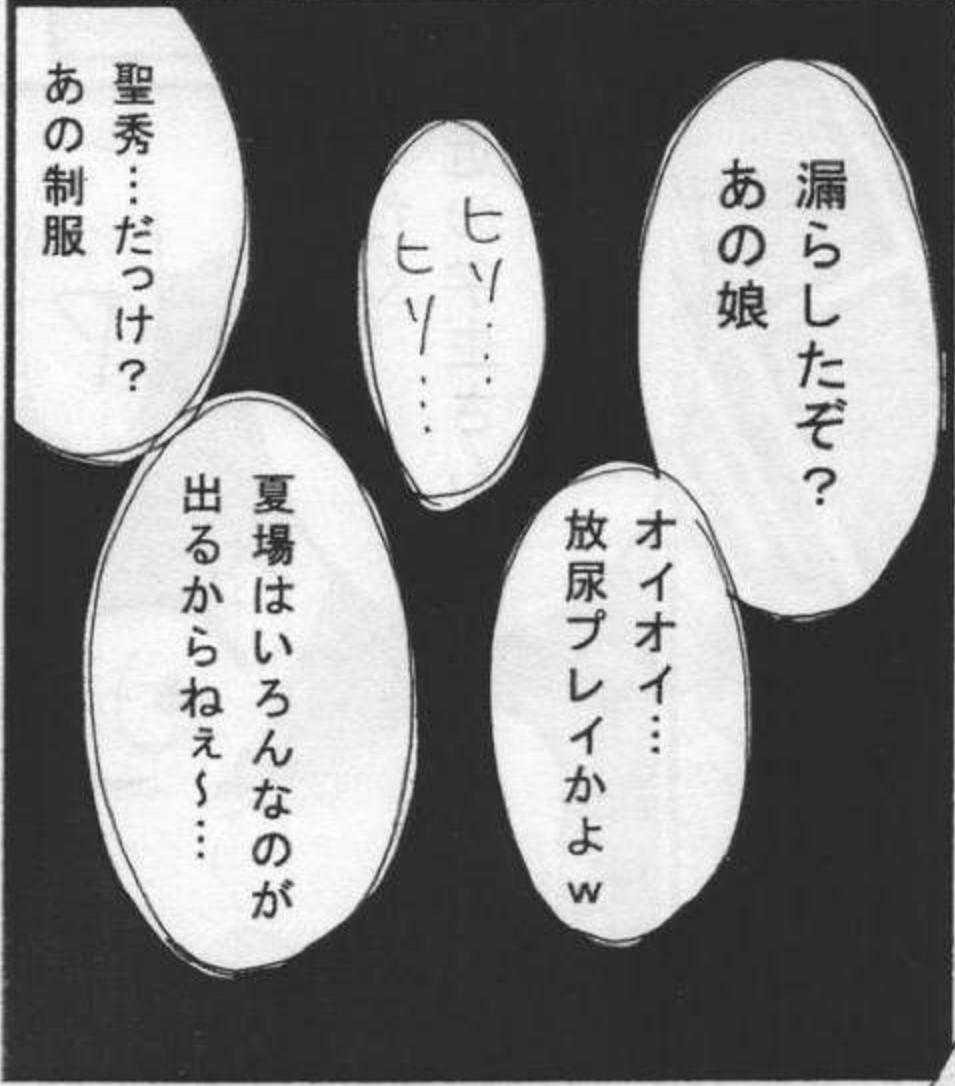 漏らしたぞ?
あの娘
オイオイ…
放尿プレイかよw
ヒソ…
ヒソ…
夏場はいろんなのが
出るからねぇ~…
聖秀…だっけ?
あの制服